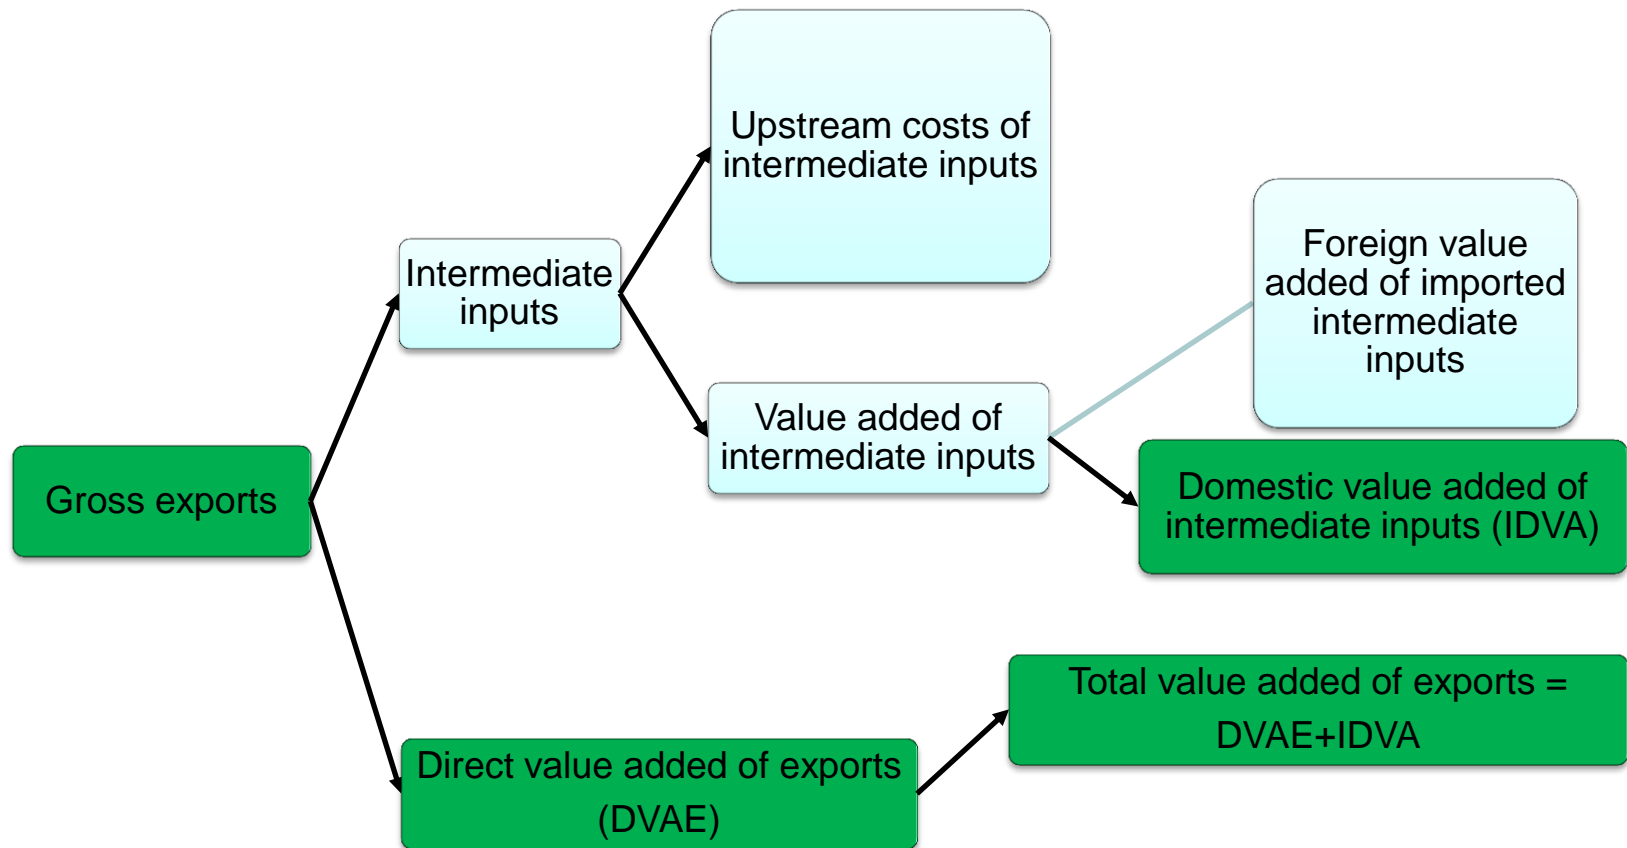 Upstream costs of
intermediate inputs
Intermediate
inputs
Foreign value
added of imported
intermediate
inputs
Value added of
intermediate inputs
Gross exports
Domestic value added of
intermediate inputs (IDVA)
Total value added of exports =
DVAE+IDVA
Direct value added of exports
(DVAE)